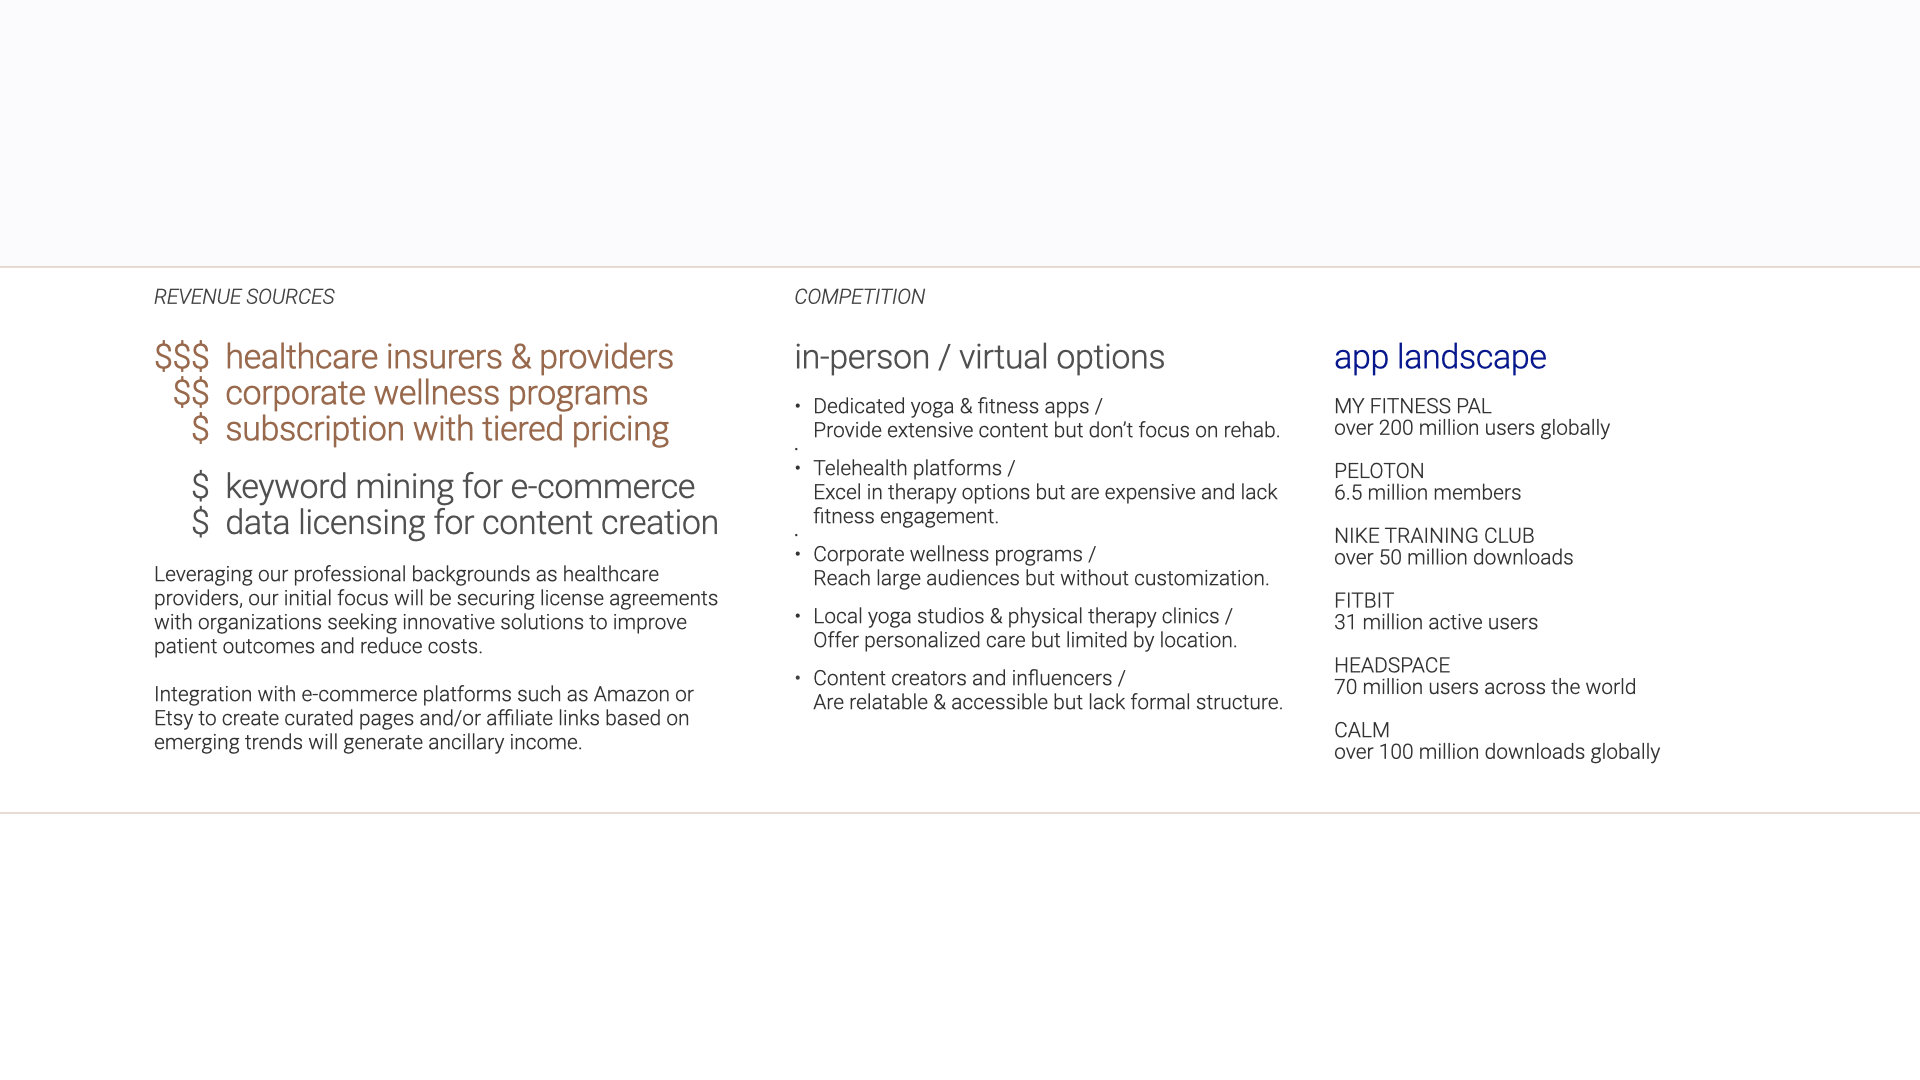 REVENUE SOURCES
$$$ healthcare insurers & providers
$$ corporate wellness programs
$ subscription with tiered pricing
$ keyword mining for e-commerce
$ data licensing for content creation
Leveraging our professional backgrounds as healthcare
providers, our initial focus will be securing license agreements
with organizations seeking innovative solutions to improve
patient outcomes and reduce costs.
Integration with e-commerce platforms such as Amazon or
Etsy to create curated pages and/or affiliate links based on
emerging trends will generate ancillary income.
COMPETITION
in-person / virtual options
• Dedicated yoga & fitness apps /
Provide extensive content but don’t focus on rehab.
•
• Telehealth platforms /
Excel in therapy options but are expensive and lack
fitness engagement.
•
• Corporate wellness programs /
Reach large audiences but without customization.
• Local yoga studios & physical therapy clinics /
Offer personalized care but limited by location.
• Content creators and influencers /
Are relatable & accessible but lack formal structure.
app landscape
MY FITNESS PAL
over 200 million users globally
PELOTON
6.5 million members
NIKE TRAINING CLUB
over 50 million downloads
FITBIT
31 million active users
HEADSPACE
70 million users across the world
CALM
over 100 million downloads globally